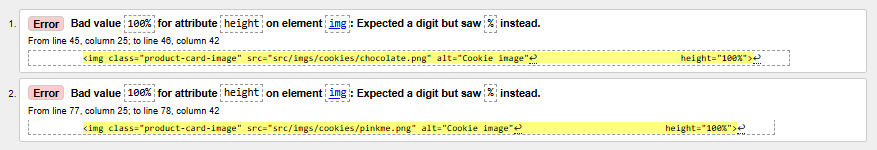 1. Error Bad value 100% for attribute height on element img: Expected a digit but saw % instead.
From line 45, column 25; to line 46, column 42
<img class="product-card-image" src="src/imgs/cookies/chocolate.png" alt="Cookie image"↩ height="100%">↩
2. Error Bad value 100% for attribute height on element img: Expected a digit but saw % instead.
From line 77, column 25; to line 78, column 42
<img class="product-card-image" src="src/imgs/cookies/pinkme.png" alt="Cookie image"↩ height="100%">↩